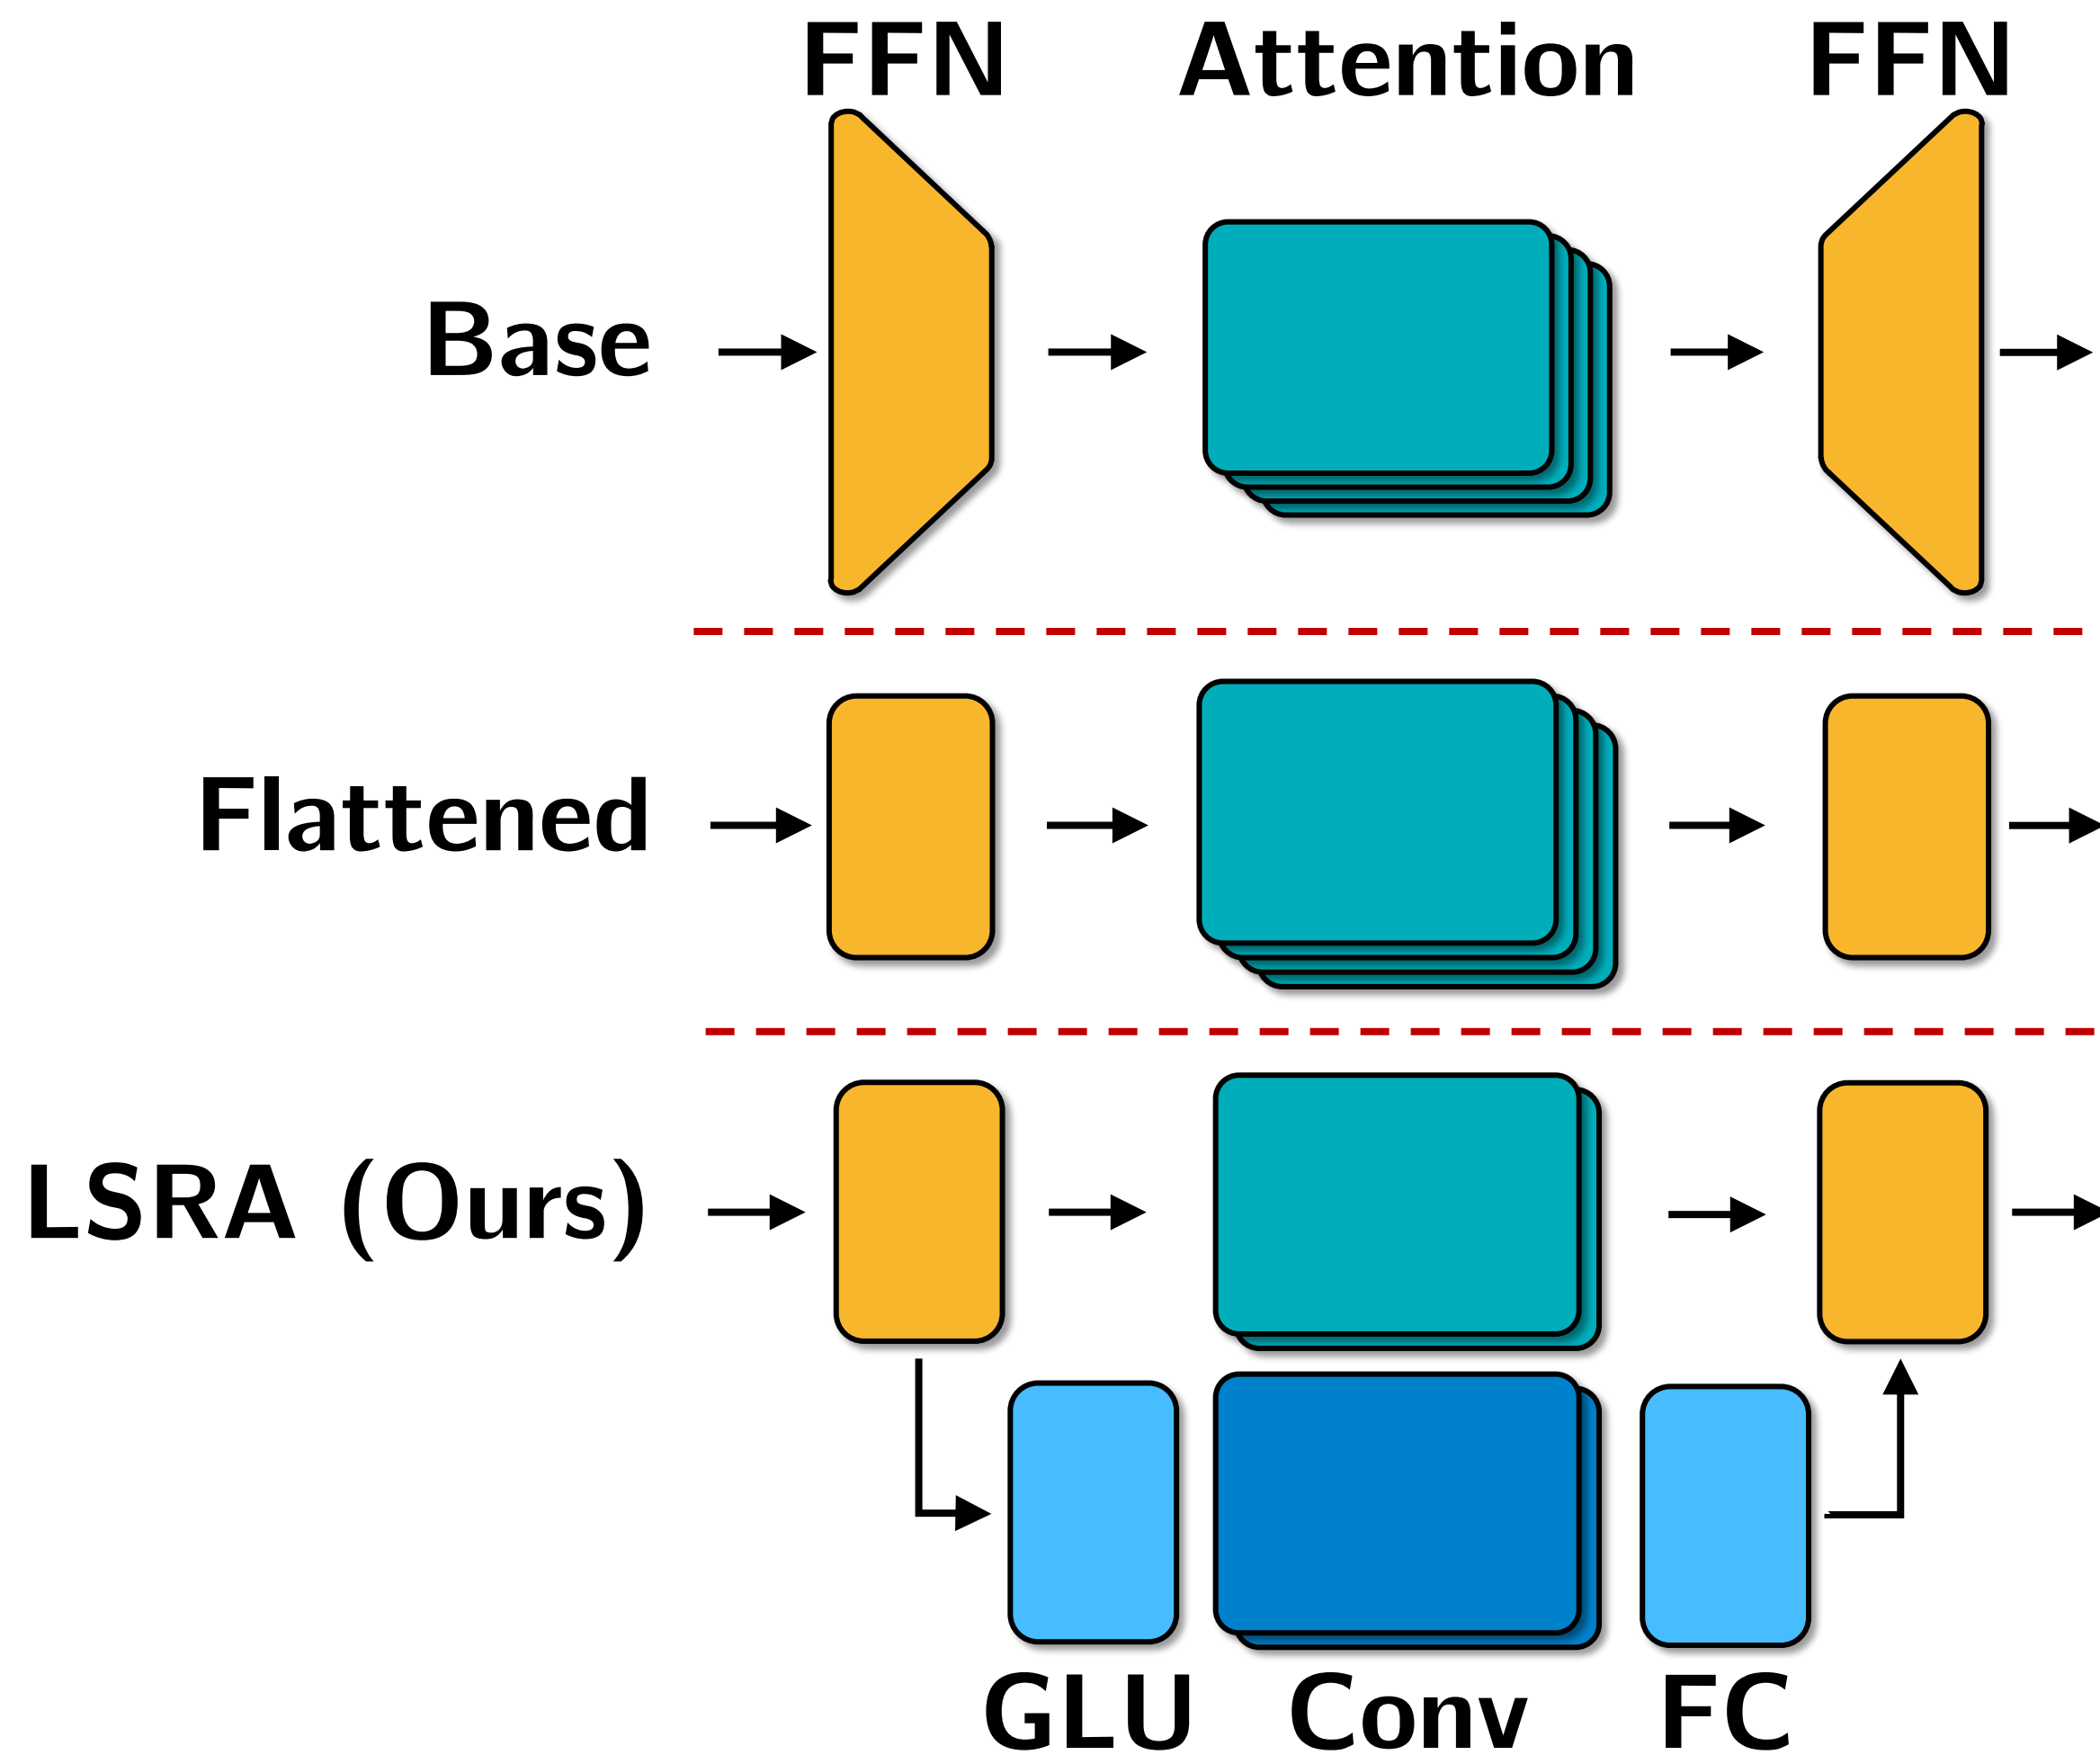 FFN Attention FFN
Base
Flattened
LSRA (Ours)
GLU Conv FC